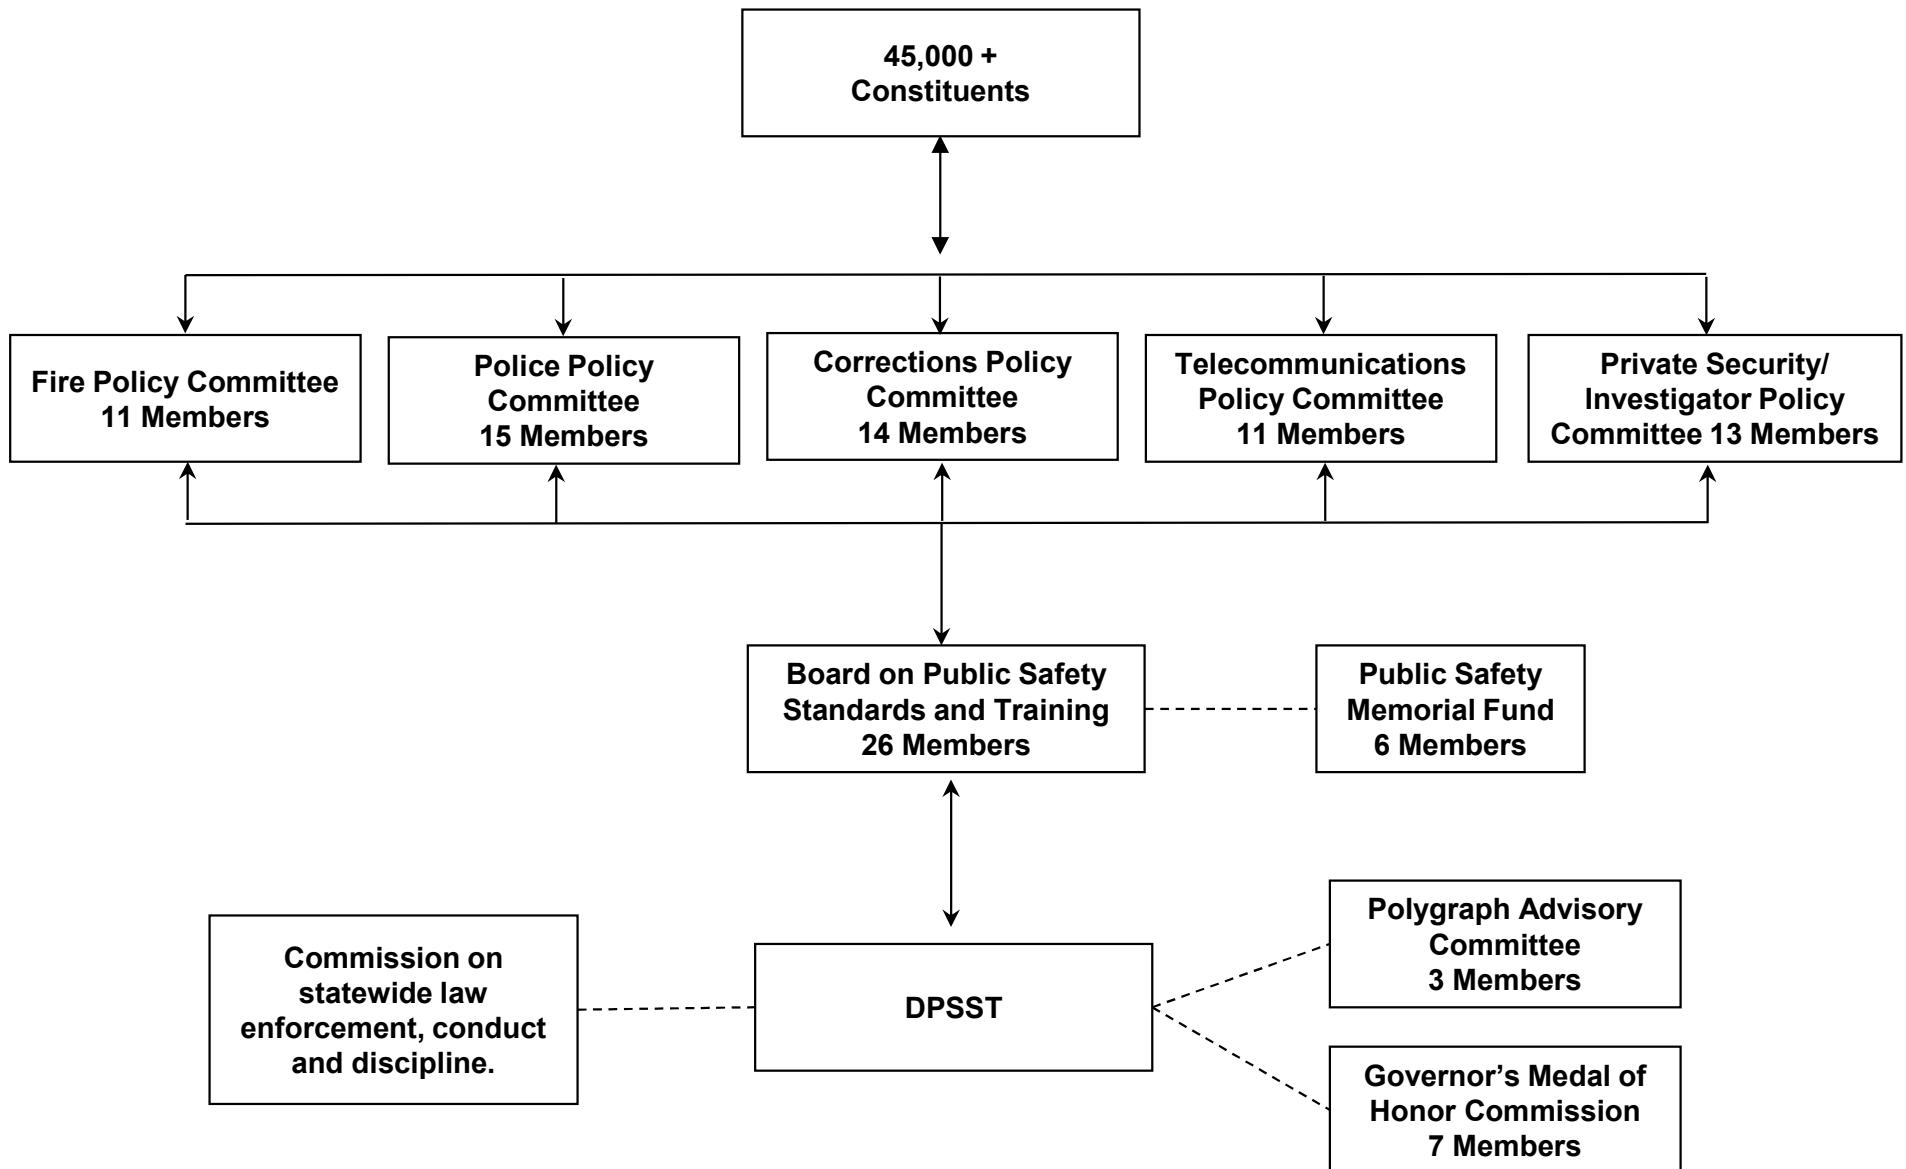 45,000 +
Constituents
Fire Policy Committee
11 Members
Police Policy
Committee
15 Members
Corrections Policy
Committee
14 Members
Telecommunications
Policy Committee
11 Members
Private Security/
Investigator Policy
Committee 13 Members
Board on Public Safety
Standards and Training
26 Members
Public Safety
Memorial Fund
6 Members
Commission on
statewide law
enforcement, conduct
and discipline.
DPSST
Polygraph Advisory
Committee
3 Members
Governor’s Medal of
Honor Commission
7 Members